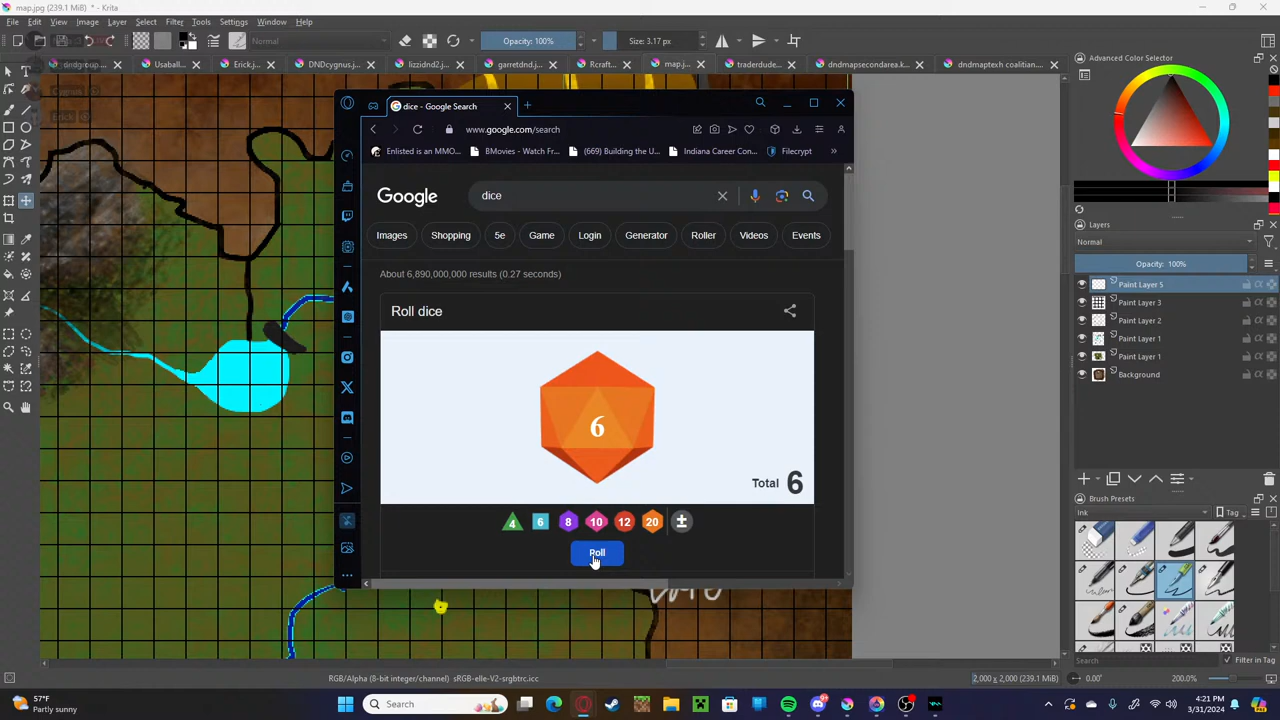 map.jpg (239.1 MiB) * - Krita
File Edit View Image Layer Select Filter Tools Settings Window Help
Normal Opacity: 100% Size: 3.17 px
Usabal... Erick.j... DNDcygnus.j... lizzidnd2.j... garretdnd.j... Rcraft... map.j... traderdude... dndmapsecondarea.k... dndmaptexh coalitian...
Cygnus
Erick
dice - Google Search
www.google.com/search
Enlisted is an MMO... BMovies - Watch Fr... (669) Building the U... Indiana Career Con... Filecrypt »
Google dice
Images Shopping 5e Game Login Generator Roller Videos Events
About 6,890,000,000 results (0.27 seconds)
Roll dice
6
Total 6
4 6 8 10 12 20 ±
Roll
Advanced Color Selector
Layers
Normal
Opacity: 100%
Paint Layer 5
Paint Layer 3
Paint Layer 2
Paint Layer 1
Paint Layer 1
Background
Brush Presets
Ink Tag
Search Filter in Tag
RGB/Alpha (8-bit integer/channel) sRGB-elle-V2-srgbtrc.icc 2,000 x 2,000 (239.1 MiB) 0.00° 200.0%
57°F
Partly sunny
Search
4:21 PM
3/31/2024